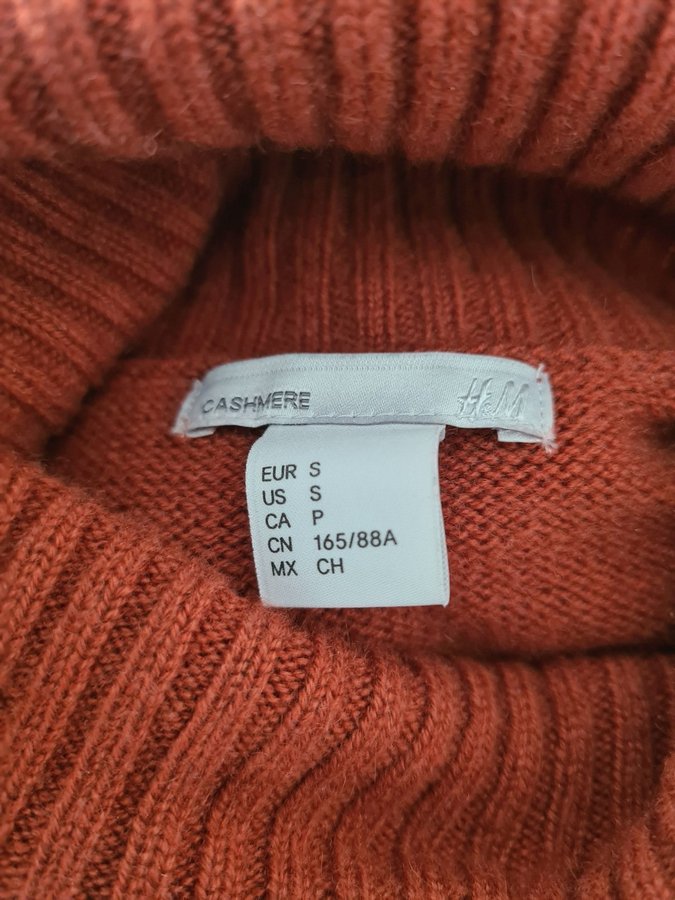 CASHMERE H&M
EUR S
US S
CA P
CN 165/88A
MX CH